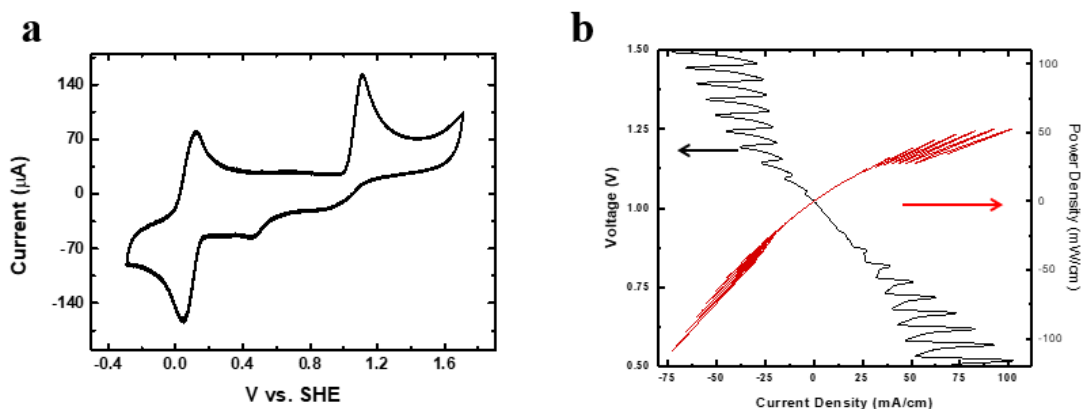 a
140
70
0
-70
-140
Current (µA)
-0.4 0.0 0.4 0.8 1.2 1.6
V vs. SHE
b
1.50
1.25
1.00
0.75
0.50
Voltage (V)
100
50
0
-50
-100
Power Density (mW/cm)
-75 -50 -25 0 25 50 75 100
Current Density (mA/cm)